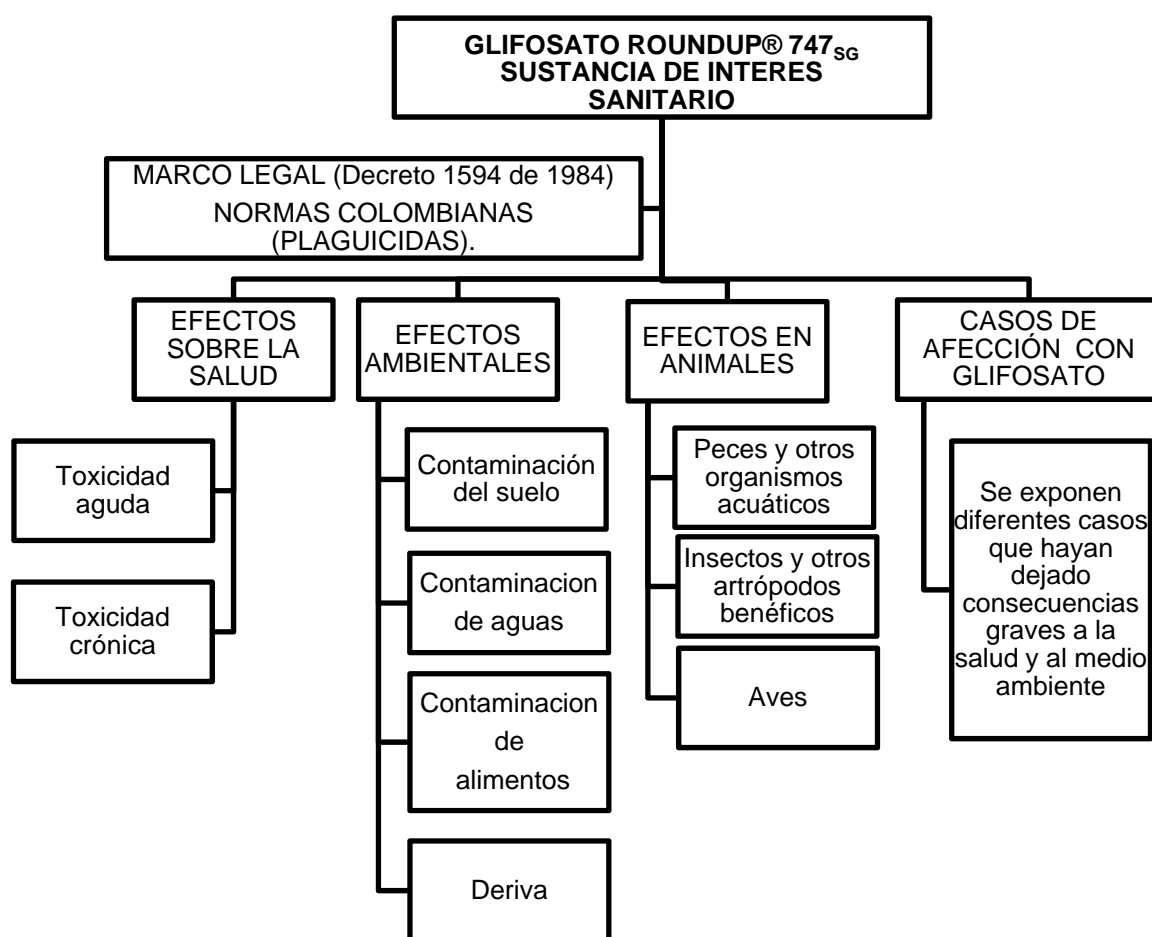 GLIFOSATO ROUNDUP® 747SG
SUSTANCIA DE INTERES
SANITARIO
MARCO LEGAL (Decreto 1594 de 1984)
NORMAS COLOMBIANAS
(PLAGUICIDAS).
EFECTOS
SOBRE LA
SALUD
Toxicidad
aguda
Toxicidad
crónica
EFECTOS
AMBIENTALES
Contaminación
del suelo
Contaminacion
de aguas
Contaminacion
de
alimentos
Deriva
EFECTOS EN
ANIMALES
Peces y otros
organismos
acuáticos
Insectos y otros
artrópodos
benéficos
Aves
CASOS DE
AFECCIÓN CON
GLIFOSATO
Se exponen
diferentes casos
que hayan
dejado
consecuencias
graves a la
salud y al medio
ambiente